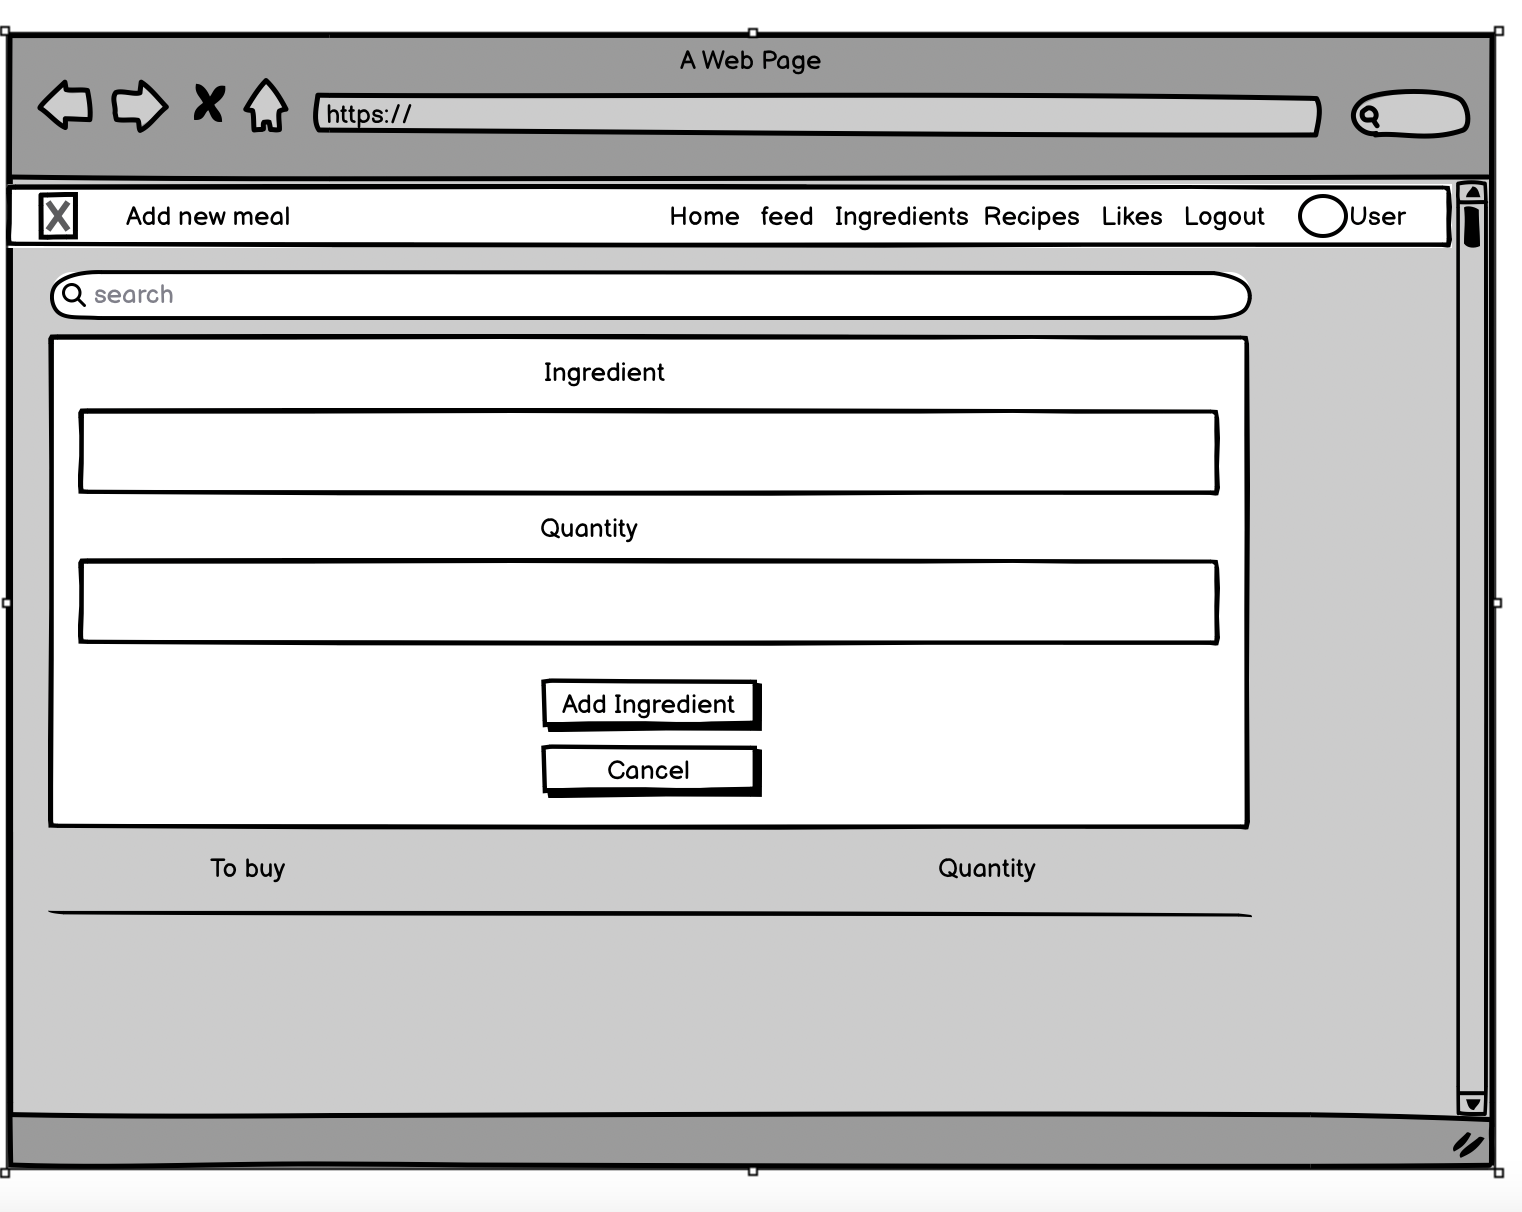 A Web Page
https://
Add new meal Home feed Ingredients Recipes Likes Logout User
search
Ingredient
Quantity
Add Ingredient
Cancel
To buy Quantity